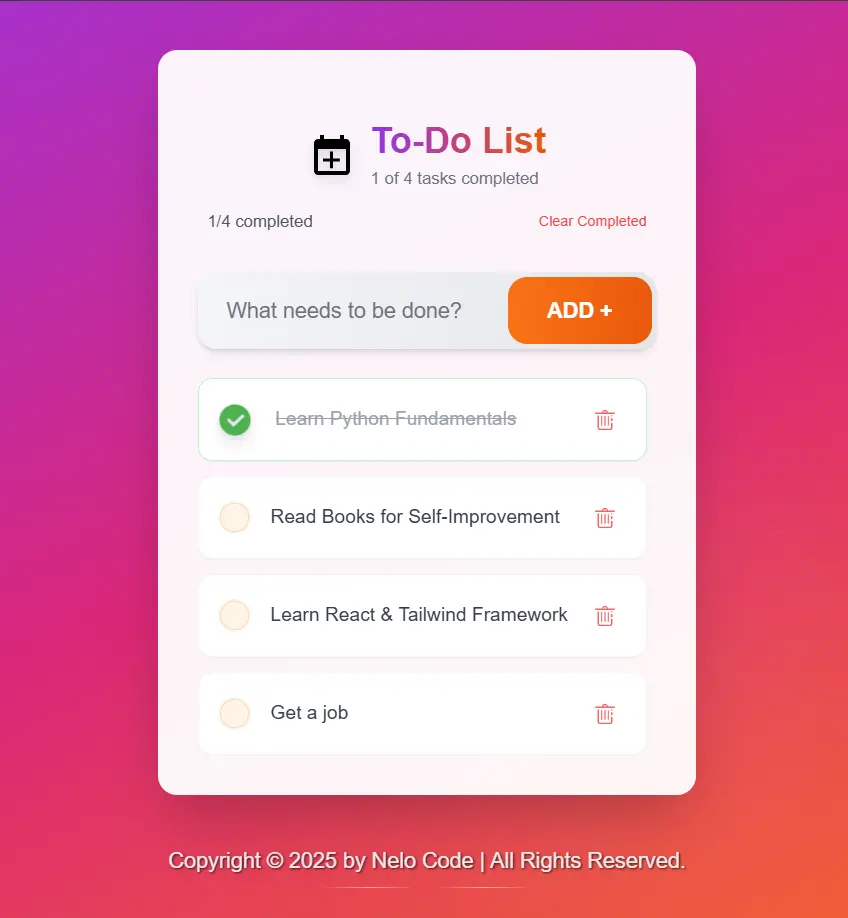 To-Do List
1 of 4 tasks completed
1/4 completed
Clear Completed
What needs to be done?
ADD +
Learn Python Fundamentals
Read Books for Self-Improvement
Learn React & Tailwind Framework
Get a job
Copyright © 2025 by Nelo Code | All Rights Reserved.